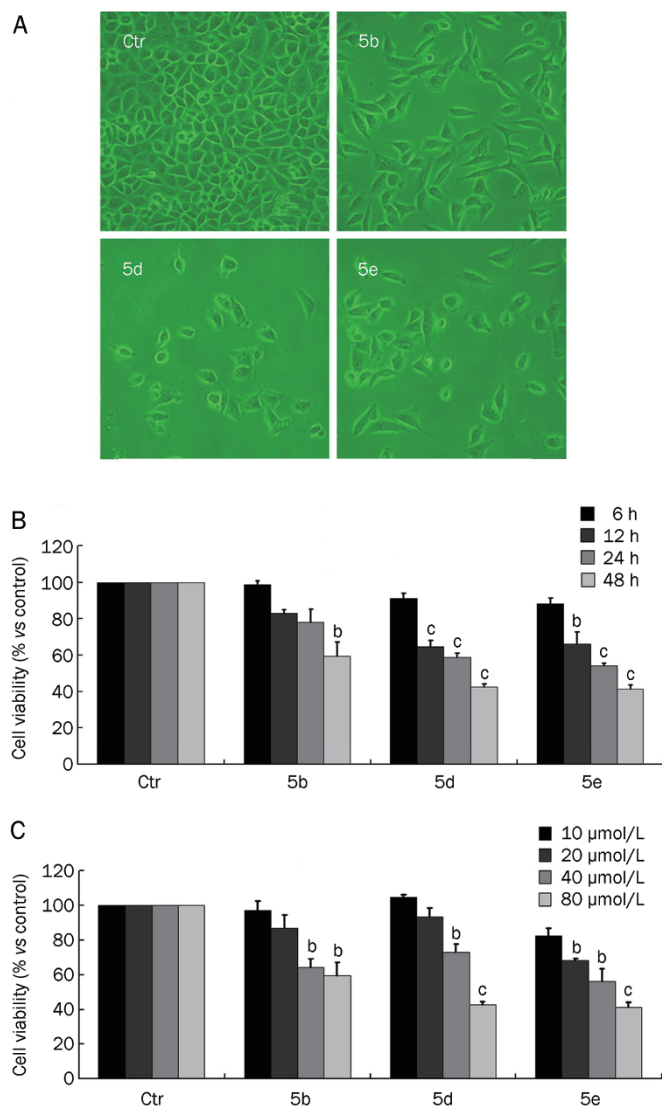 A
Ctr
5b
5d
5e
B
6 h
12 h
24 h
48 h
Cell viability (% vs control)
120
100
80
60
40
20
0
b
c
c
c
b
c
c
Ctr
5b
5d
5e
C
10 µmol/L
20 µmol/L
40 µmol/L
80 µmol/L
Cell viability (% vs control)
120
100
80
60
40
20
0
b
b
b
c
b
b
c
Ctr
5b
5d
5e